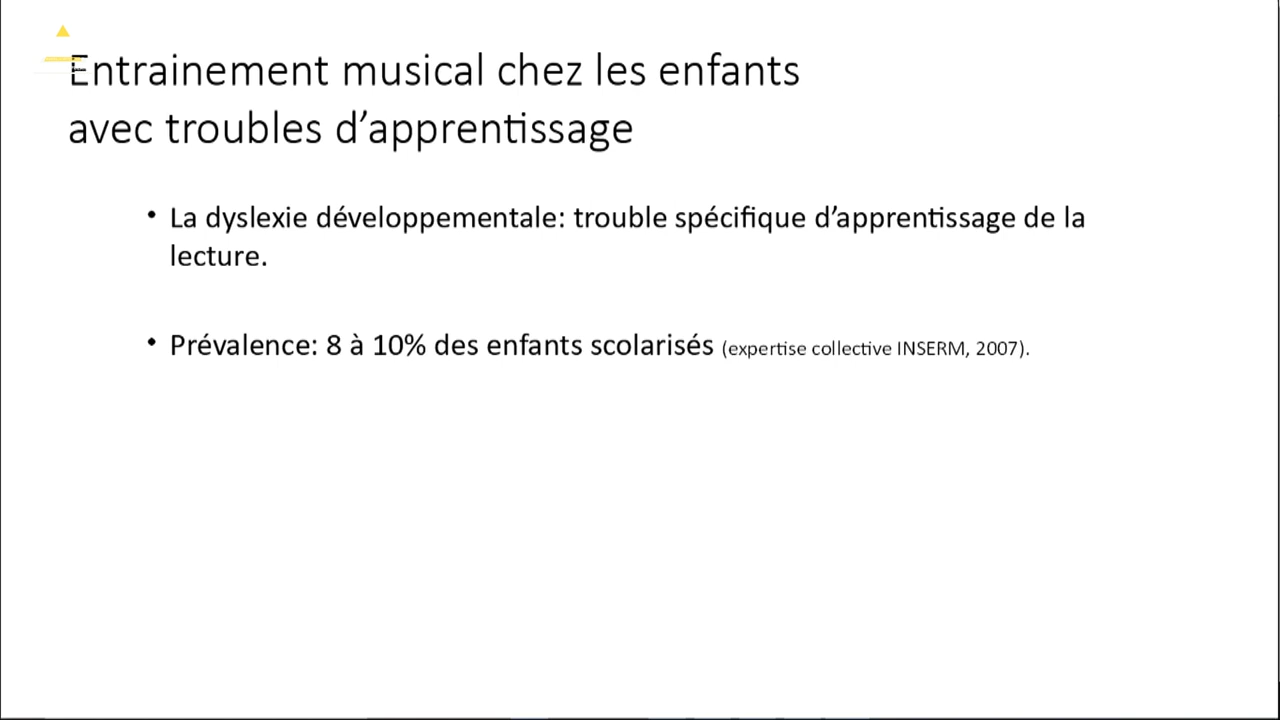 Entrainement musical chez les enfants
avec troubles d’apprentissage
• La dyslexie développementale: trouble spécifique d’apprentissage de la
lecture.
• Prévalence: 8 à 10% des enfants scolarisés (expertise collective INSERM, 2007).